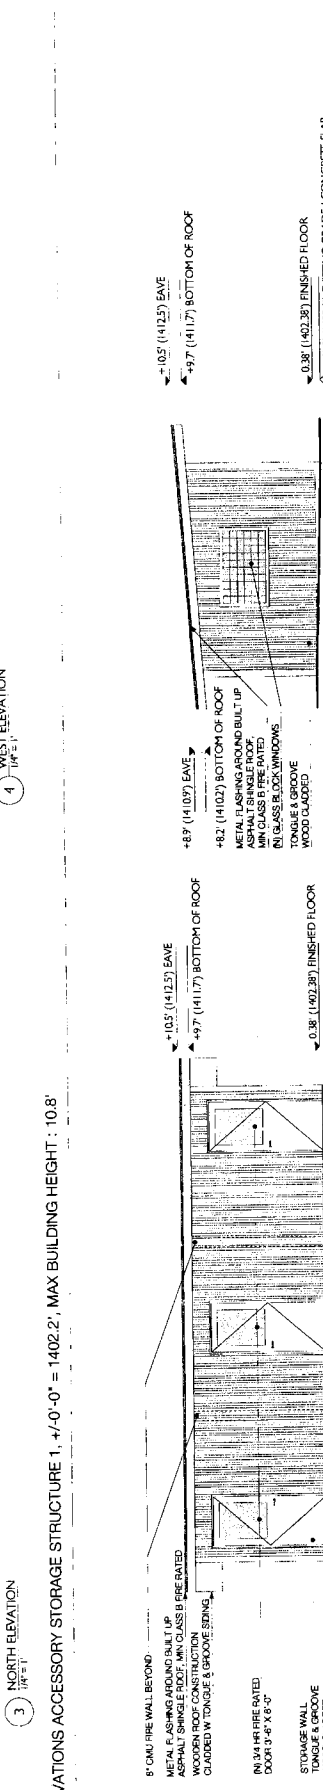 4 WEST ELEVATION
1/4" = 1'
+10.5' (1412.5') EAVE
+9.7' (1411.7') BOTTOM OF ROOF
0.38' (1402.38') FINISHED FLOOR
+8.9' (1410.9') EAVE
+8.2' (1410.2') BOTTOM OF ROOF
METAL FLASHING AROUND BUILT UP
ASPHALT SHINGLE ROOF,
MIN CLASS B FIRE RATED
(N) GLASS BLOCK WINDOWS
TONGUE & GROOVE
WOOD CLADDED
3 NORTH ELEVATION
1/4" = 1'
VATIONS ACCESSORY STORAGE STRUCTURE 1, +/-0'-0" = 1402.2', MAX BUILDING HEIGHT : 10.8'
+10.5' (1412.5') EAVE
+9.7' (1411.7') BOTTOM OF ROOF
0.38' (1402.38') FINISHED FLOOR
8" CMU FIRE WALL BEYOND
METAL FLASHING AROUND BUILT UP
ASPHALT SHINGLE ROOF, MIN CLASS B FIRE RATED
WOODEN ROOF CONSTRUCTION
CLADDED W TONGUE & GROOVE SIDING
(N) 3/4 HR FIRE RATED
DOOR 3'-6" X 8'-0"
STORAGE WALL
TONGUE & GROOVE